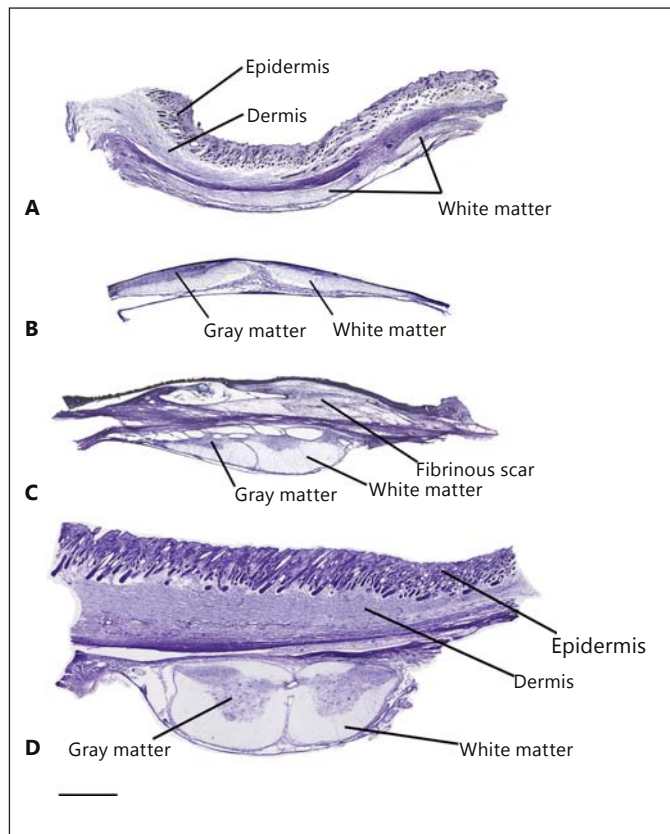 Epidermis
Dermis
White matter
A
Gray matter
White matter
B
Fibrinous scar
Gray matter
White matter
C
Epidermis
Dermis
Gray matter
White matter
D